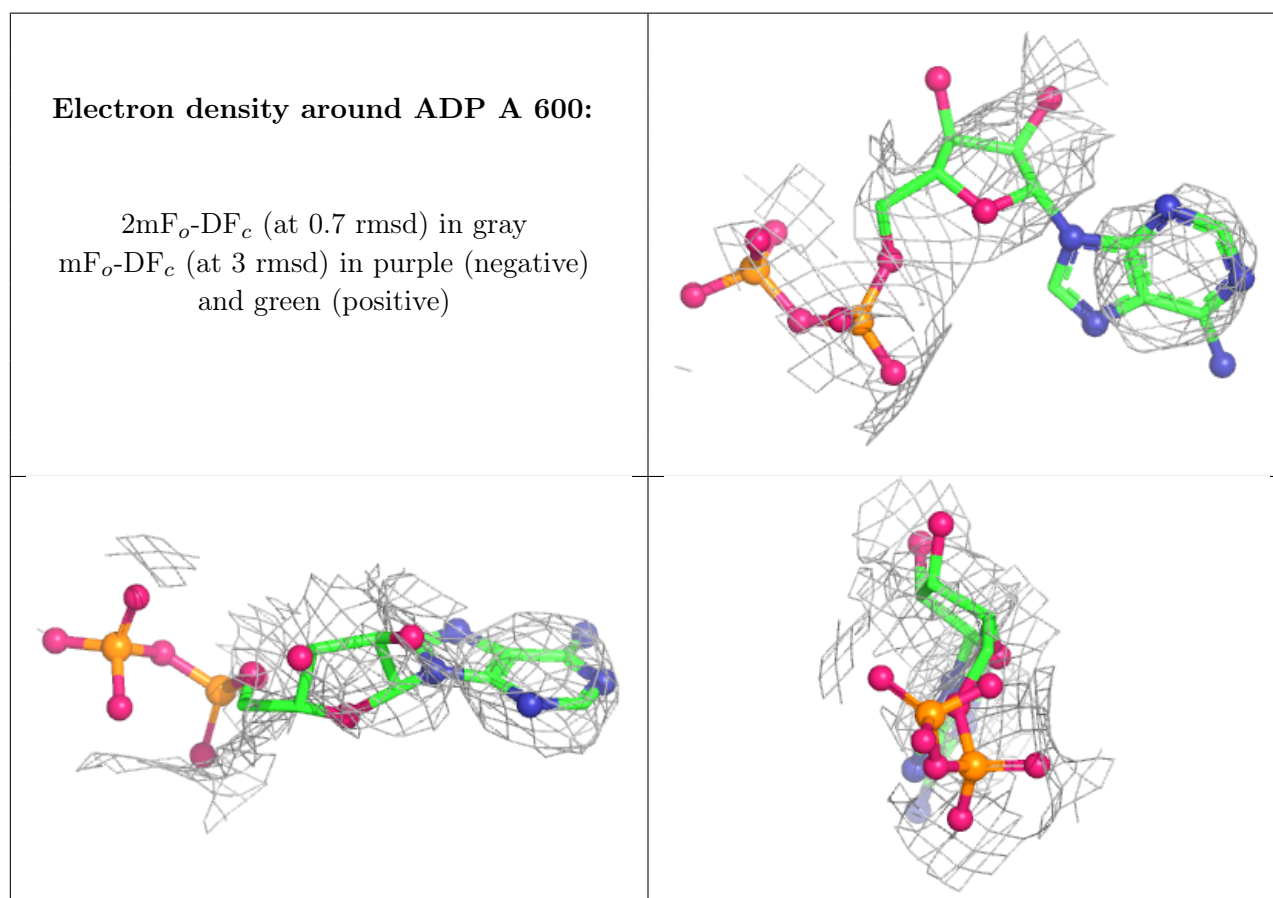 Electron density around ADP A 600:
2mFo-DFc (at 0.7 rmsd) in gray
mFo-DFc (at 3 rmsd) in purple (negative)
and green (positive)